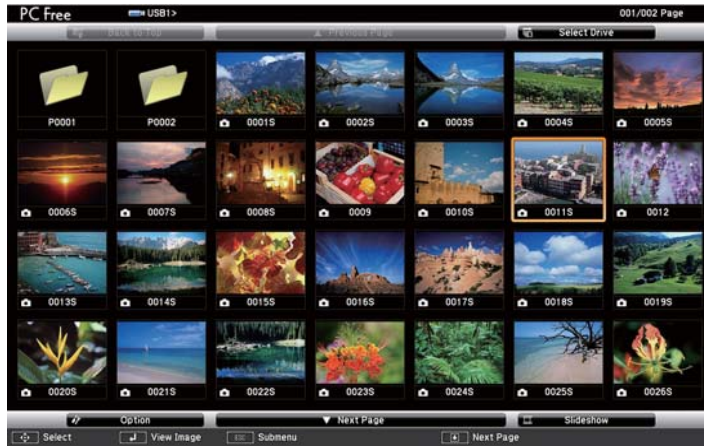 PC Free USB1> 001/002 Page
Back to Top Previous Page Select Drive
P0001 P0002 0001S 0002S 0003S 0004S 0005S
0006S 0007S 0008S 0009 0010S 0011S 0012
0013S 0014S 0015S 0016S 0017S 0018S 0019S
0020S 0021S 0022S 0023S 0024S 0025S 0026S
Option Next Page Slideshow
Select View Image ESC Submenu Next Page